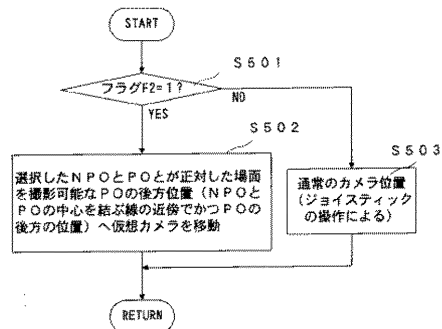 START
S501
フラグF2=1?
NO
YES
S502
選択したNPOとPOとが正対した場面
を撮影可能なPOの後方位置(NPOと
POの中心を結ぶ線の近傍でかつPOの
後方の位置)へ仮想カメラを移動
S503
通常のカメラ位置
(ジョイスティック
の操作による)
RETURN